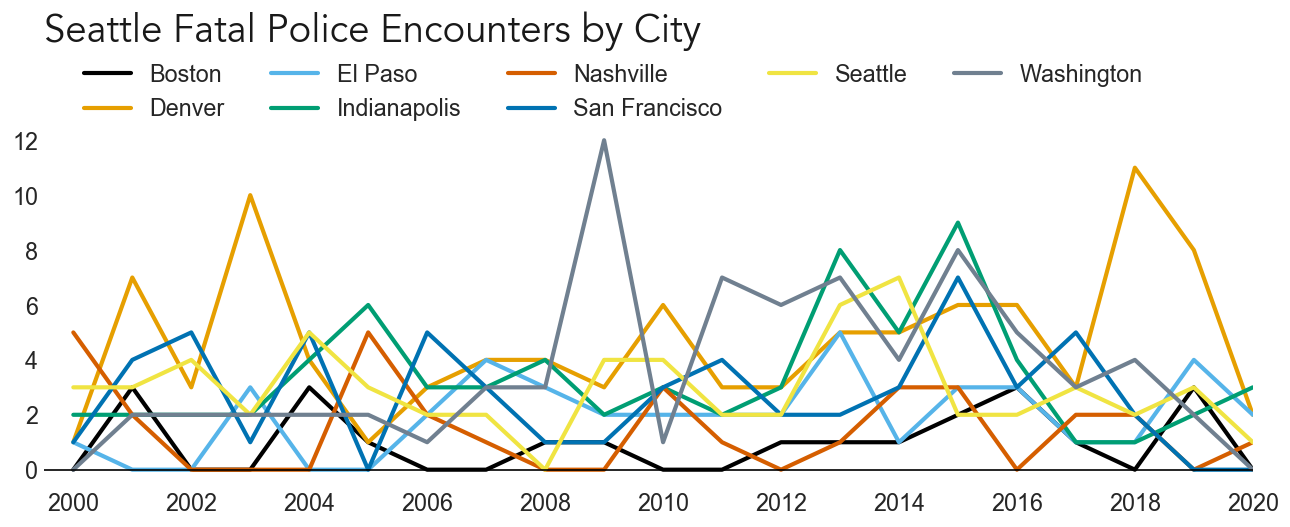 Seattle Fatal Police Encounters by City
Boston El Paso Nashville Seattle Washington
Denver Indianapolis San Francisco
12
10
8
6
4
2
0
2000 2002 2004 2006 2008 2010 2012 2014 2016 2018 2020